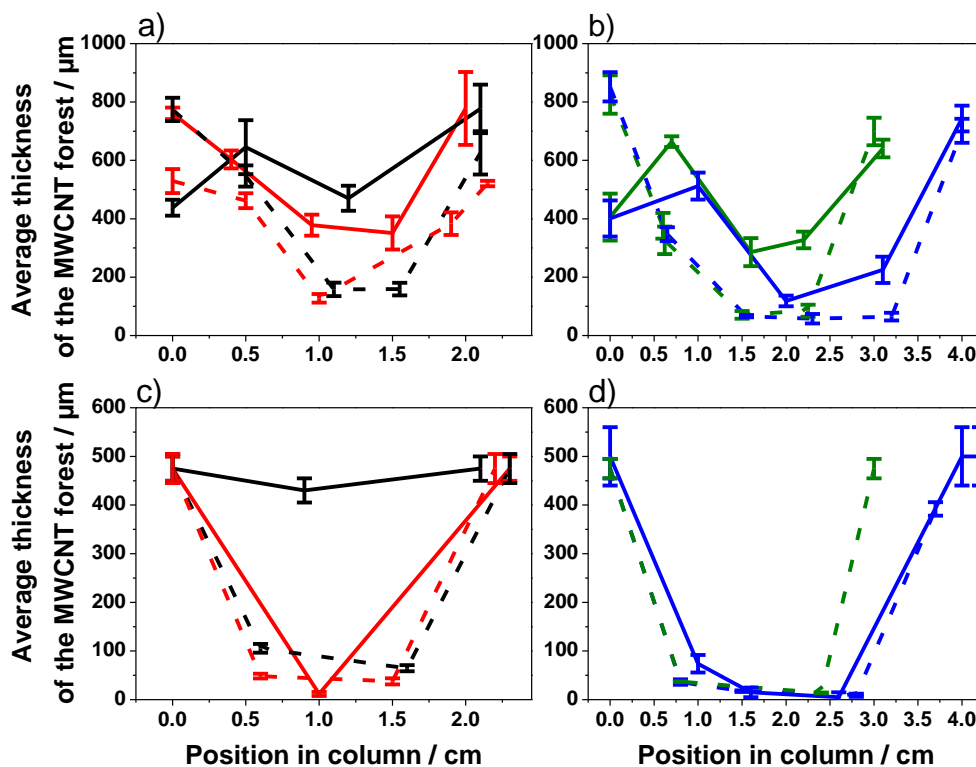 a)
b)
Average thickness
of the MWCNT forest / µm
1000
800
600
400
200
0
0.0 0.5 1.0 1.5 2.0
1000
800
600
400
200
0
0.0 0.5 1.0 1.5 2.0 2.5 3.0 3.5 4.0
c)
d)
Average thickness
of the MWCNT forest / µm
600
500
400
300
200
100
0
0.0 0.5 1.0 1.5 2.0
Position in column / cm
600
500
400
300
200
100
0
0.0 0.5 1.0 1.5 2.0 2.5 3.0 3.5 4.0
Position in column / cm